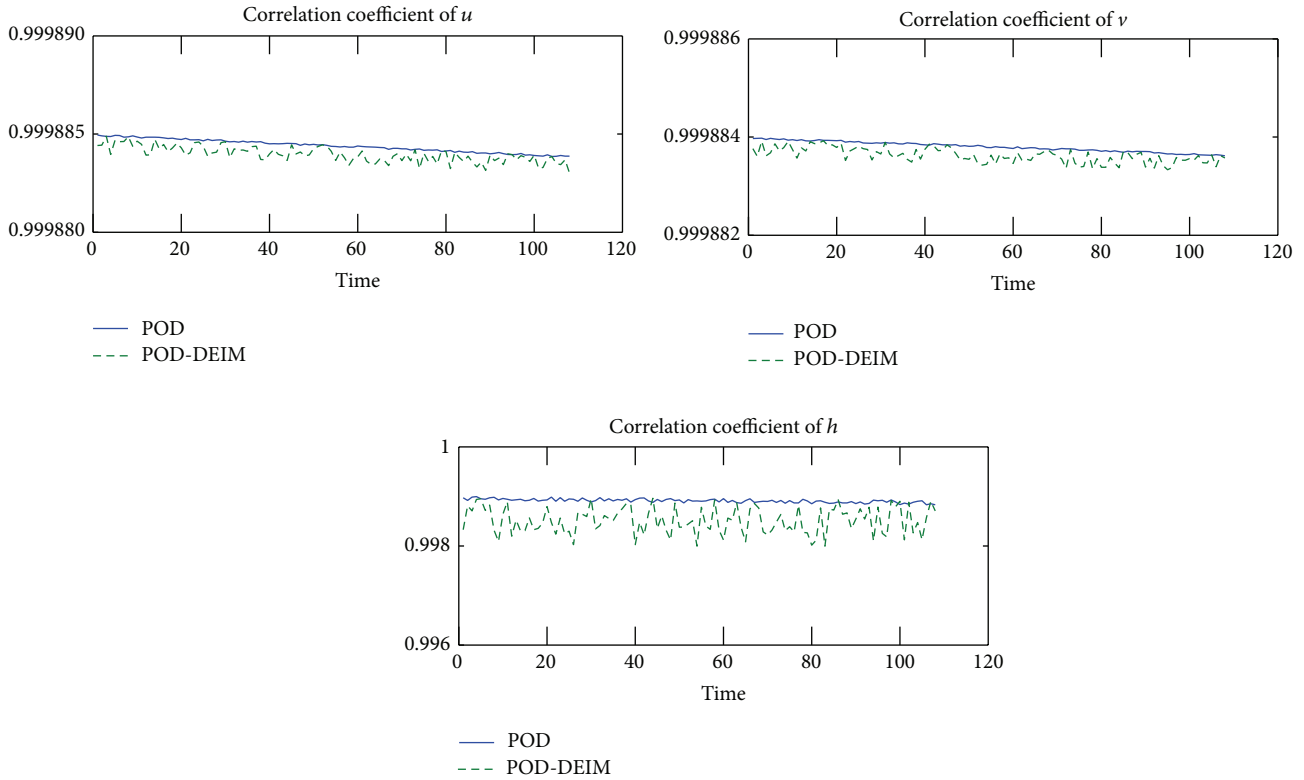 Correlation coefficient of u
0.999890
0.999885
0.999880
0 20 40 60 80 100 120
Time
POD
POD-DEIM
Correlation coefficient of v
0.999886
0.999884
0.999882
0 20 40 60 80 100 120
Time
POD
POD-DEIM
Correlation coefficient of h
1
0.998
0.996
0 20 40 60 80 100 120
Time
POD
POD-DEIM